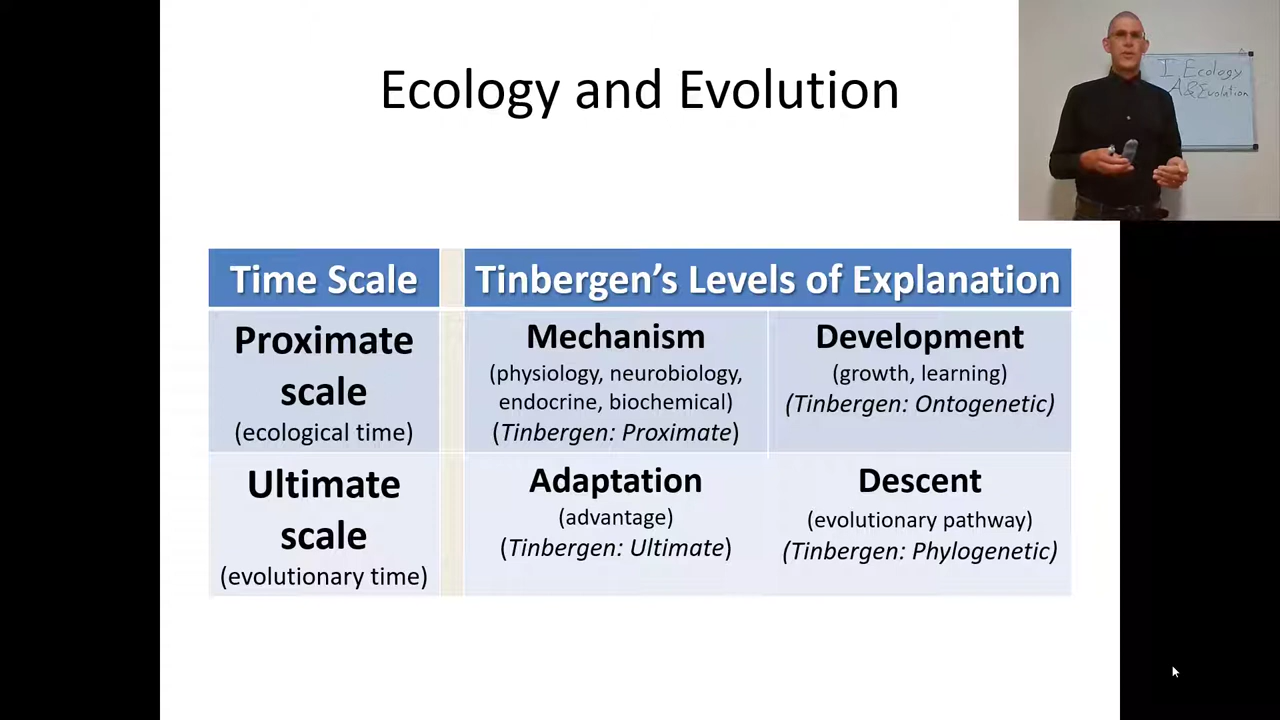 Ecology and Evolution
I Ecology
A & Evolution
Time Scale
Tinbergen’s Levels of Explanation
Proximate
scale
(ecological time)
Mechanism
(physiology, neurobiology,
endocrine, biochemical)
(Tinbergen: Proximate)
Development
(growth, learning)
(Tinbergen: Ontogenetic)
Ultimate
scale
(evolutionary time)
Adaptation
(advantage)
(Tinbergen: Ultimate)
Descent
(evolutionary pathway)
(Tinbergen: Phylogenetic)